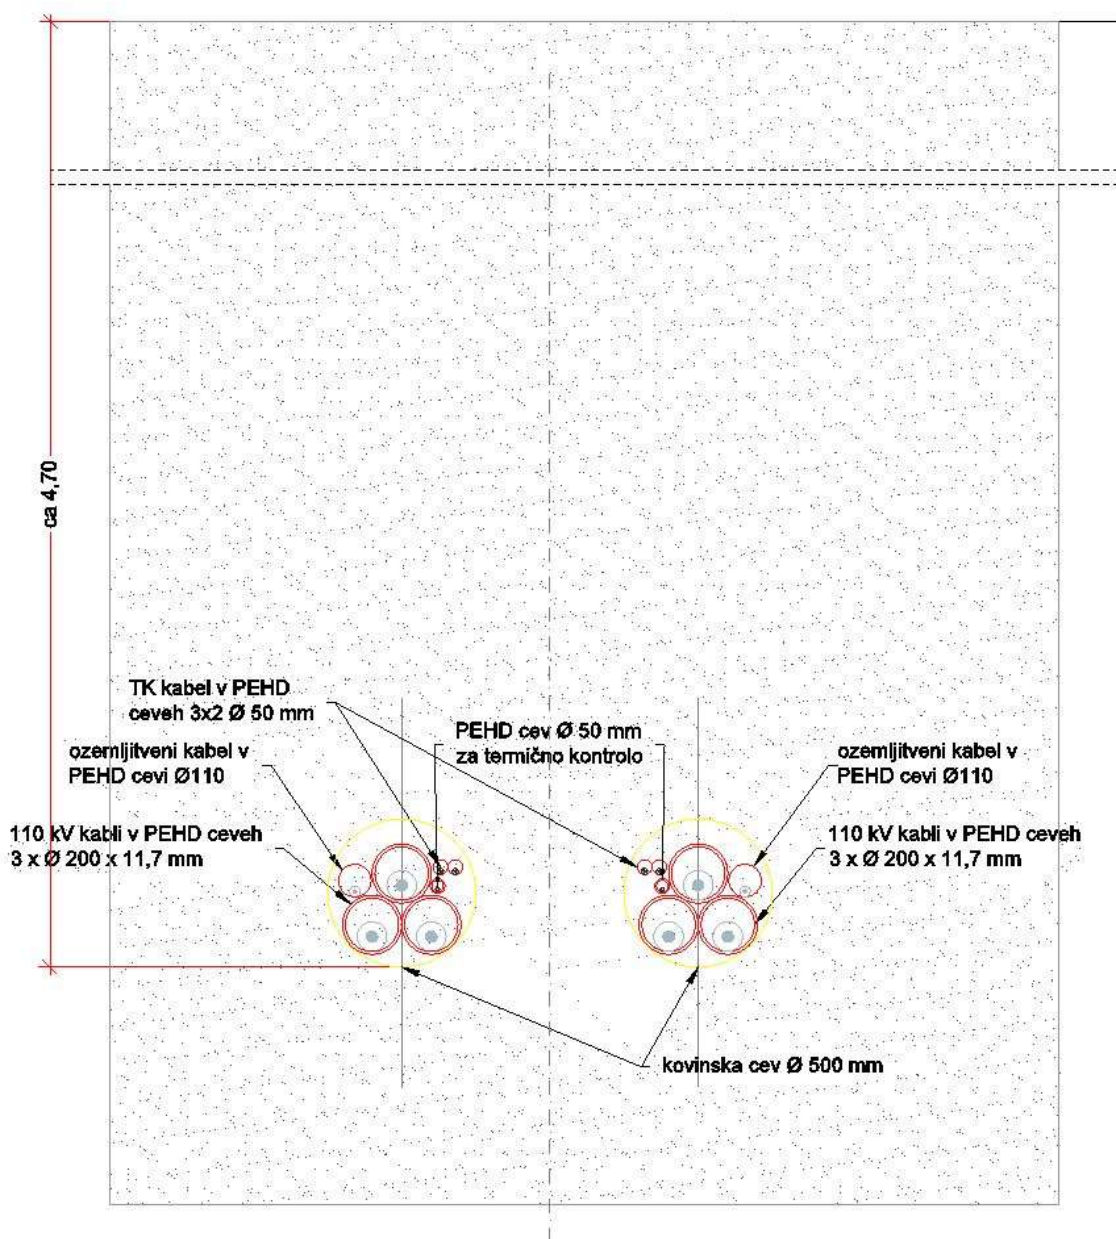 ca 4,70
TK kabel v PEHD
ceveh 3x2 Ø 50 mm
PEHD cev Ø 50 mm
za termično kontrolo
ozemljitveni kabel v
PEHD cevi Ø110
ozemljitveni kabel v
PEHD cevi Ø110
110 kV kabli v PEHD ceveh
3 x Ø 200 x 11,7 mm
110 kV kabli v PEHD ceveh
3 x Ø 200 x 11,7 mm
kovinska cev Ø 500 mm